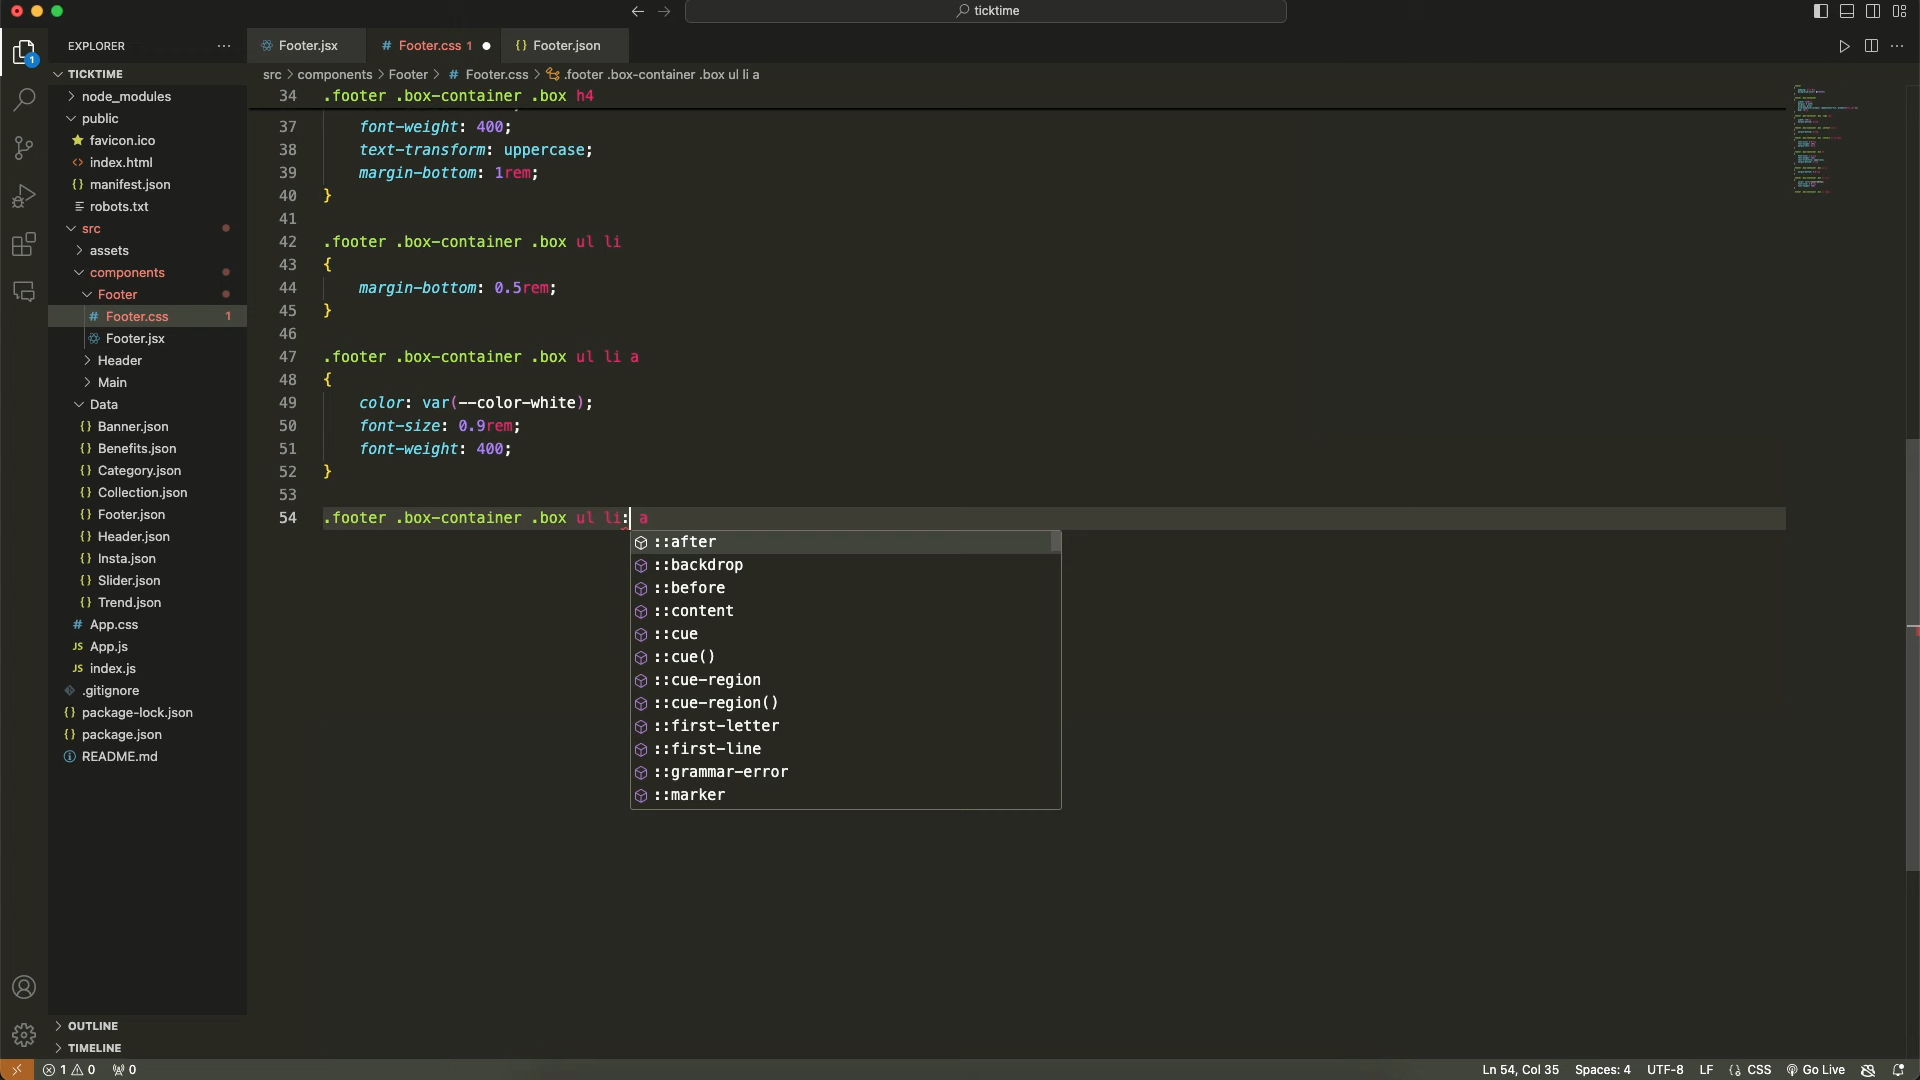 ticktime
EXPLORER
Footer.jsx
# Footer.css 1
{} Footer.json
1
TICKTIME
src > components > Footer > # Footer.css > .footer .box-container .box ul li a
34 .footer .box-container .box h4
node_modules
public
favicon.ico
index.html
manifest.json
robots.txt
src
assets
components
Footer
# Footer.css 1
Footer.jsx
Header
Main
Data
{} Banner.json
{} Benefits.json
{} Category.json
{} Collection.json
{} Footer.json
{} Header.json
{} Insta.json
{} Slider.json
{} Trend.json
# App.css
JS App.js
JS index.js
.gitignore
{} package-lock.json
{} package.json
README.md
37 font-weight: 400;
38 text-transform: uppercase;
39 margin-bottom: 1rem;
40 }
41
42 .footer .box-container .box ul li
43 {
44 margin-bottom: 0.5rem;
45 }
46
47 .footer .box-container .box ul li a
48 {
49 color: var(--color-white);
50 font-size: 0.9rem;
51 font-weight: 400;
52 }
53
54 .footer .box-container .box ul li: a
::after
::backdrop
::before
::content
::cue
::cue()
::cue-region
::cue-region()
::first-letter
::first-line
::grammar-error
::marker
OUTLINE
TIMELINE
1 0 0
Ln 54, Col 35 Spaces: 4 UTF-8 LF {} CSS Go Live